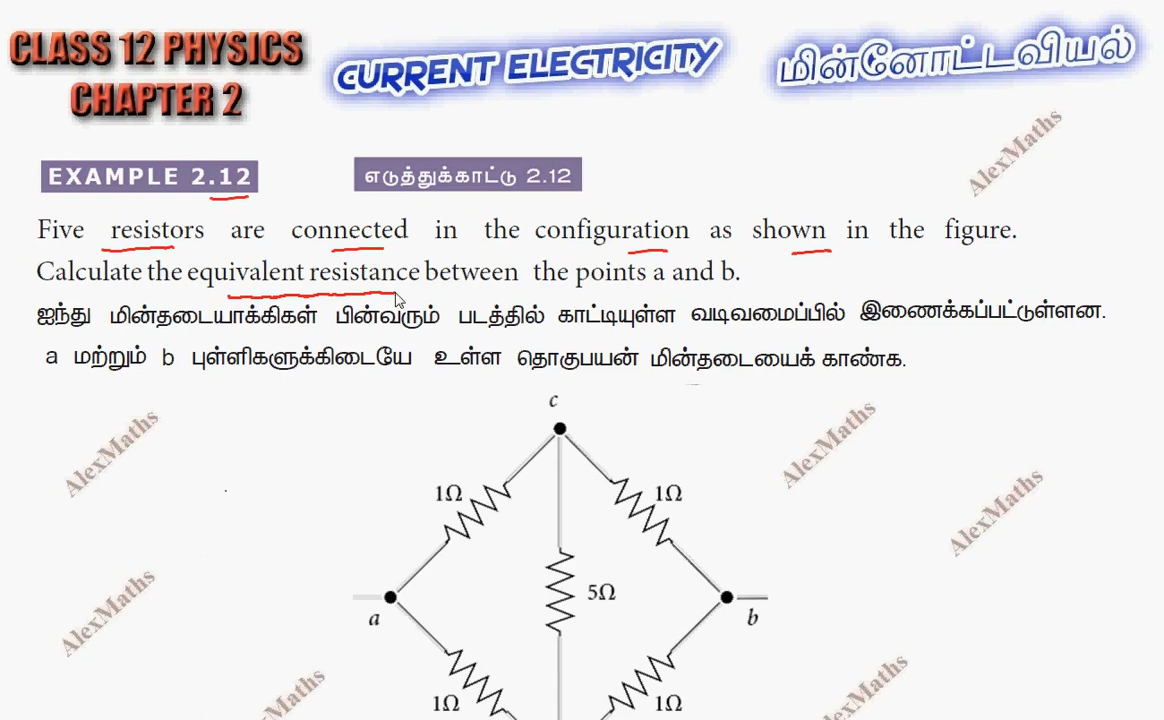 CLASS 12 PHYSICS
CHAPTER 2
CURRENT ELECTRICITY
மின்னோட்டவியல்
AlexMaths
EXAMPLE 2.12
எடுத்துக்காட்டு 2.12
Five resistors are connected in the configuration as shown in the figure.
Calculate the equivalent resistance between the points a and b.
ஐந்து மின்தடையாக்கிகள் பின்வரும் படத்தில் காட்டியுள்ள வடிவமைப்பில் இணைக்கப்பட்டுள்ளன.
a மற்றும் b புள்ளிகளுக்கிடையே உள்ள தொகுபயன் மின்தடையைக் காண்க.
c
AlexMaths
AlexMaths
1Ω
1Ω
AlexMaths
5Ω
AlexMaths
a
b
1Ω
1Ω
AlexMaths
AlexMaths